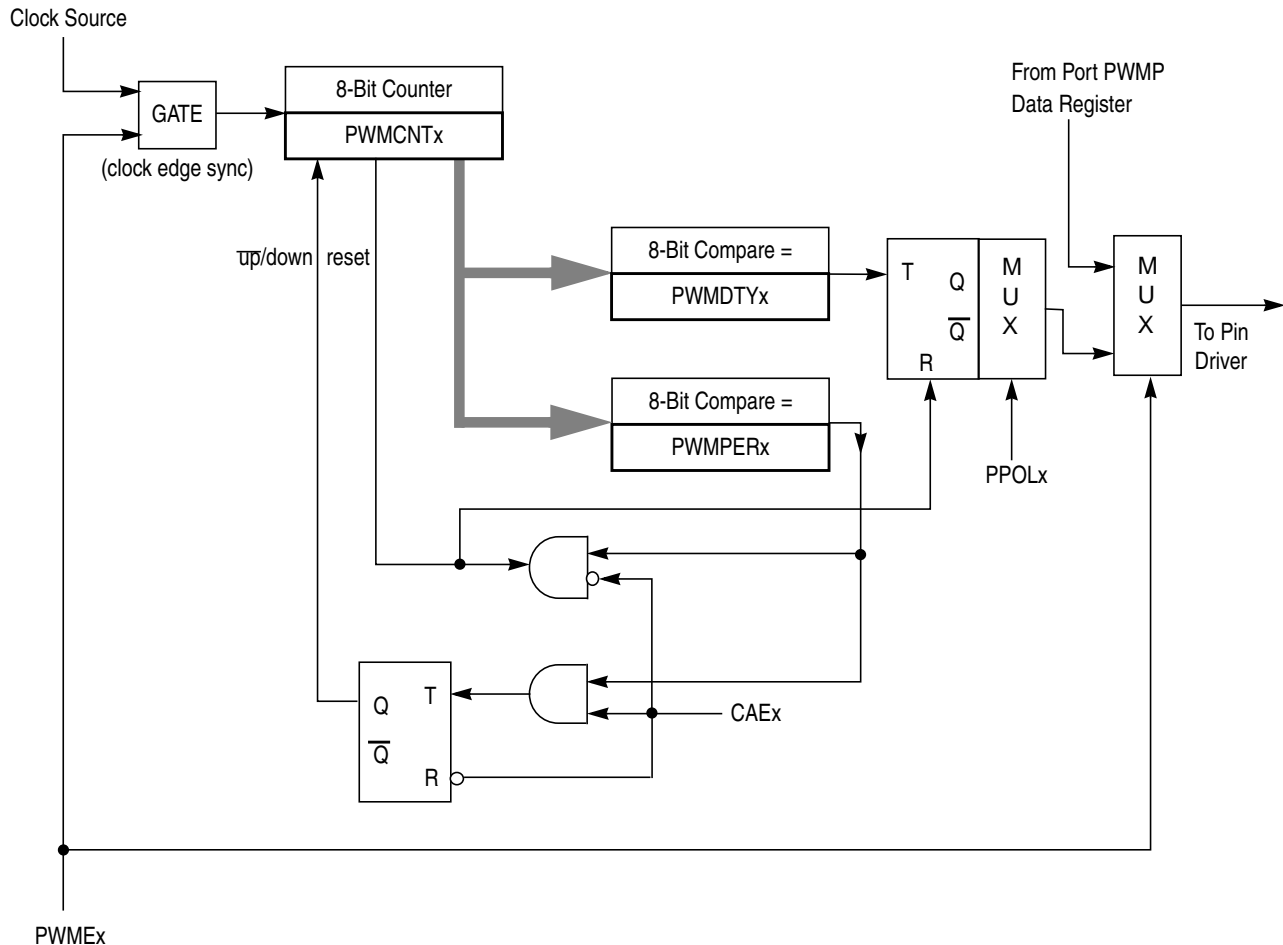 Clock Source
GATE
(clock edge sync)
8-Bit Counter
PWMCNTx
From Port PWMP
Data Register
u̅p̅/down
reset
8-Bit Compare =
PWMDTYx
T
Q
Q̅
R
M
U
X
M
U
X
To Pin
Driver
8-Bit Compare =
PWMPERx
PPOLx
Q
T
Q̅
R
CAEx
PWMEx